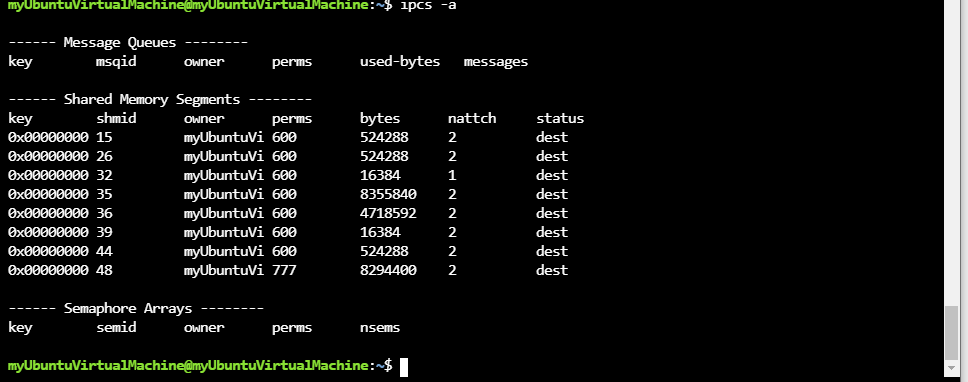 myUbuntuVirtualMachine@myUbuntuVirtualMachine:~$ ipcs -a
------ Message Queues --------
key        msqid      owner      perms      used-bytes   messages
------ Shared Memory Segments --------
key        shmid      owner      perms      bytes      nattch     status
0x00000000 15         myUbuntuVi 600        524288     2          dest
0x00000000 26         myUbuntuVi 600        524288     2          dest
0x00000000 32         myUbuntuVi 600        16384      1          dest
0x00000000 35         myUbuntuVi 600        8355840    2          dest
0x00000000 36         myUbuntuVi 600        4718592    2          dest
0x00000000 39         myUbuntuVi 600        16384      2          dest
0x00000000 44         myUbuntuVi 600        524288     2          dest
0x00000000 48         myUbuntuVi 777        8294400    2          dest
------ Semaphore Arrays --------
key        semid      owner      perms      nsems
myUbuntuVirtualMachine@myUbuntuVirtualMachine:~$